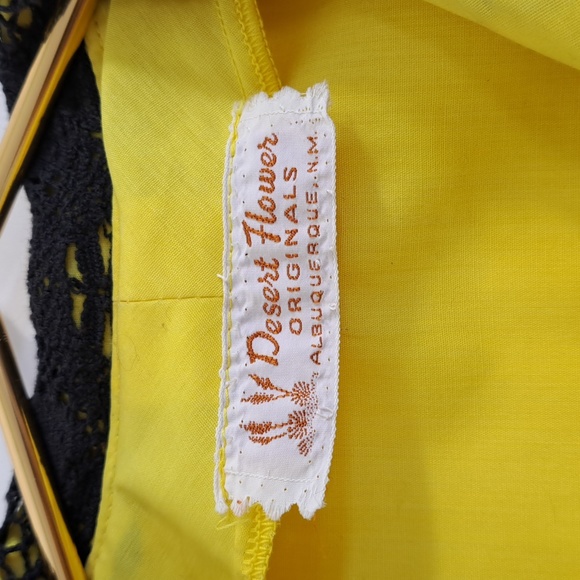 Desert Flower
ORIGINALS
ALBUQUERQUE, N.M.